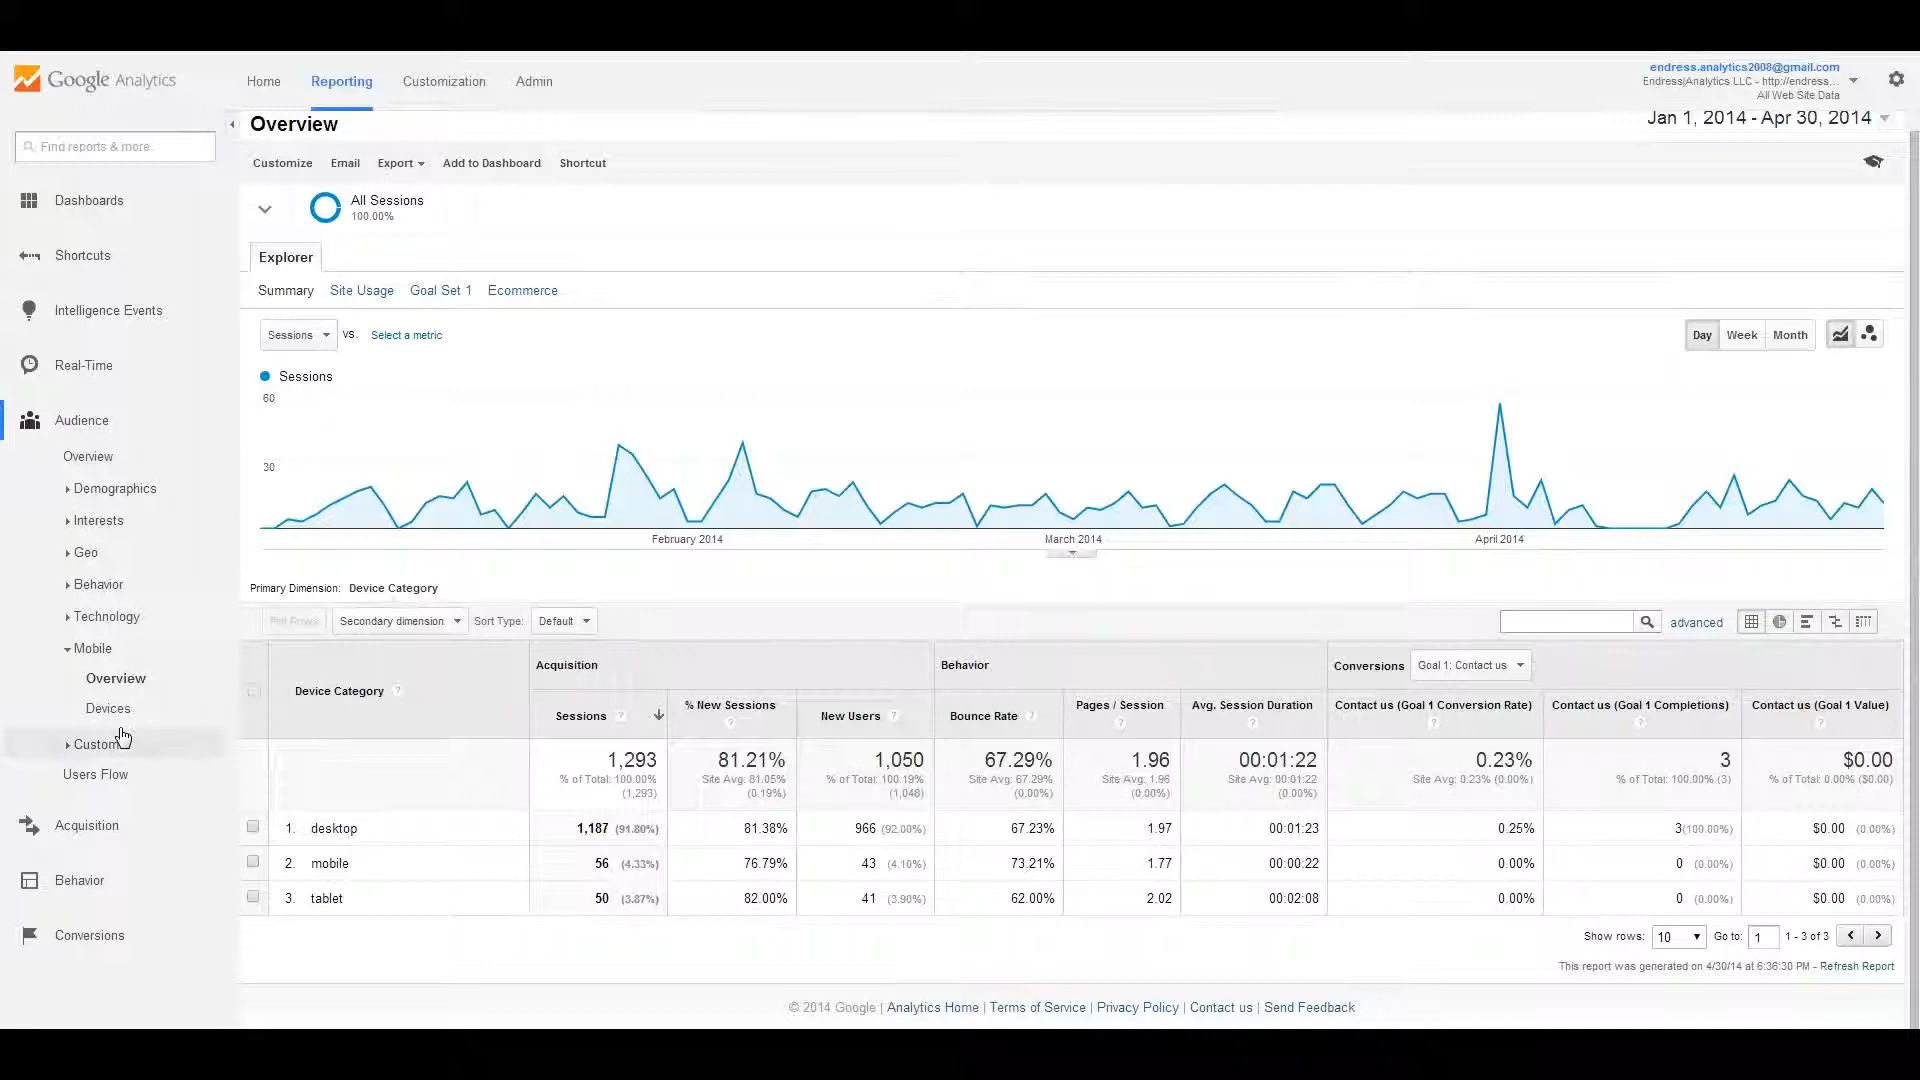 Google Analytics
Home
Reporting
Customization
Admin
endress.analytics2008@gmail.com
Endress|Analytics LLC - http://endress...
All Web Site Data
Find reports & more.
Overview
Jan 1, 2014 - Apr 30, 2014
Customize
Email
Export
Add to Dashboard
Shortcut
Dashboards
Shortcuts
Intelligence Events
Real-Time
Audience
Overview
Demographics
Interests
Geo
Behavior
Technology
Mobile
Overview
Devices
Custom
Users Flow
Acquisition
Behavior
Conversions
All Sessions
100.00%
Explorer
Summary
Site Usage
Goal Set 1
Ecommerce
Sessions
VS.
Select a metric
Day
Week
Month
Sessions
60
30
February 2014
March 2014
April 2014
Primary Dimension: Device Category
Plot Rows
Secondary dimension
Sort Type:
Default
advanced
Device Category ?
Acquisition
Behavior
Conversions
Goal 1: Contact us
Sessions ?
% New Sessions ?
New Users ?
Bounce Rate ?
Pages / Session ?
Avg. Session Duration ?
Contact us (Goal 1 Conversion Rate) ?
Contact us (Goal 1 Completions) ?
Contact us (Goal 1 Value) ?
1,293
% of Total: 100.00%
(1,293)
81.21%
Site Avg: 81.05%
(0.19%)
1,050
% of Total: 100.19%
(1,048)
67.29%
Site Avg: 67.29%
(0.00%)
1.96
Site Avg: 1.96
(0.00%)
00:01:22
Site Avg: 00:01:22
(0.00%)
0.23%
Site Avg: 0.23% (0.00%)
3
% of Total: 100.00% (3)
$0.00
% of Total: 0.00% ($0.00)
1. desktop 1,187 (91.80%) 81.38% 966 (92.00%) 67.23% 1.97 00:01:23 0.25% 3(100.00%) $0.00 (0.00%)
2. mobile 56 (4.33%) 76.79% 43 (4.10%) 73.21% 1.77 00:00:22 0.00% 0 (0.00%) $0.00 (0.00%)
3. tablet 50 (3.87%) 82.00% 41 (3.90%) 62.00% 2.02 00:02:08 0.00% 0 (0.00%) $0.00 (0.00%)
Show rows: 10 Go to: 1 1 - 3 of 3
This report was generated on 4/30/14 at 6:36:30 PM - Refresh Report
© 2014 Google | Analytics Home | Terms of Service | Privacy Policy | Contact us | Send Feedback